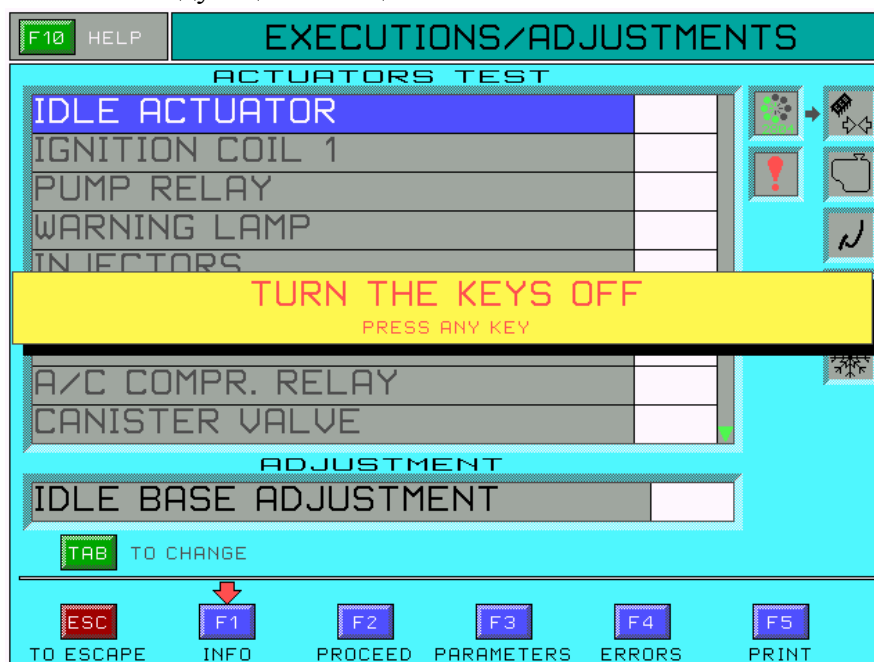 F10 HELP
EXECUTIONS/ADJUSTMENTS
ACTUATORS TEST
IDLE ACTUATOR
IGNITION COIL 1
PUMP RELAY
WARNING LAMP
INJECTORS
TURN THE KEYS OFF
PRESS ANY KEY
A/C COMPR. RELAY
CANISTER VALVE
ADJUSTMENT
IDLE BASE ADJUSTMENT
TAB TO CHANGE
ESC F1 F2 F3 F4 F5
TO ESCAPE INFO PROCEED PARAMETERS ERRORS PRINT